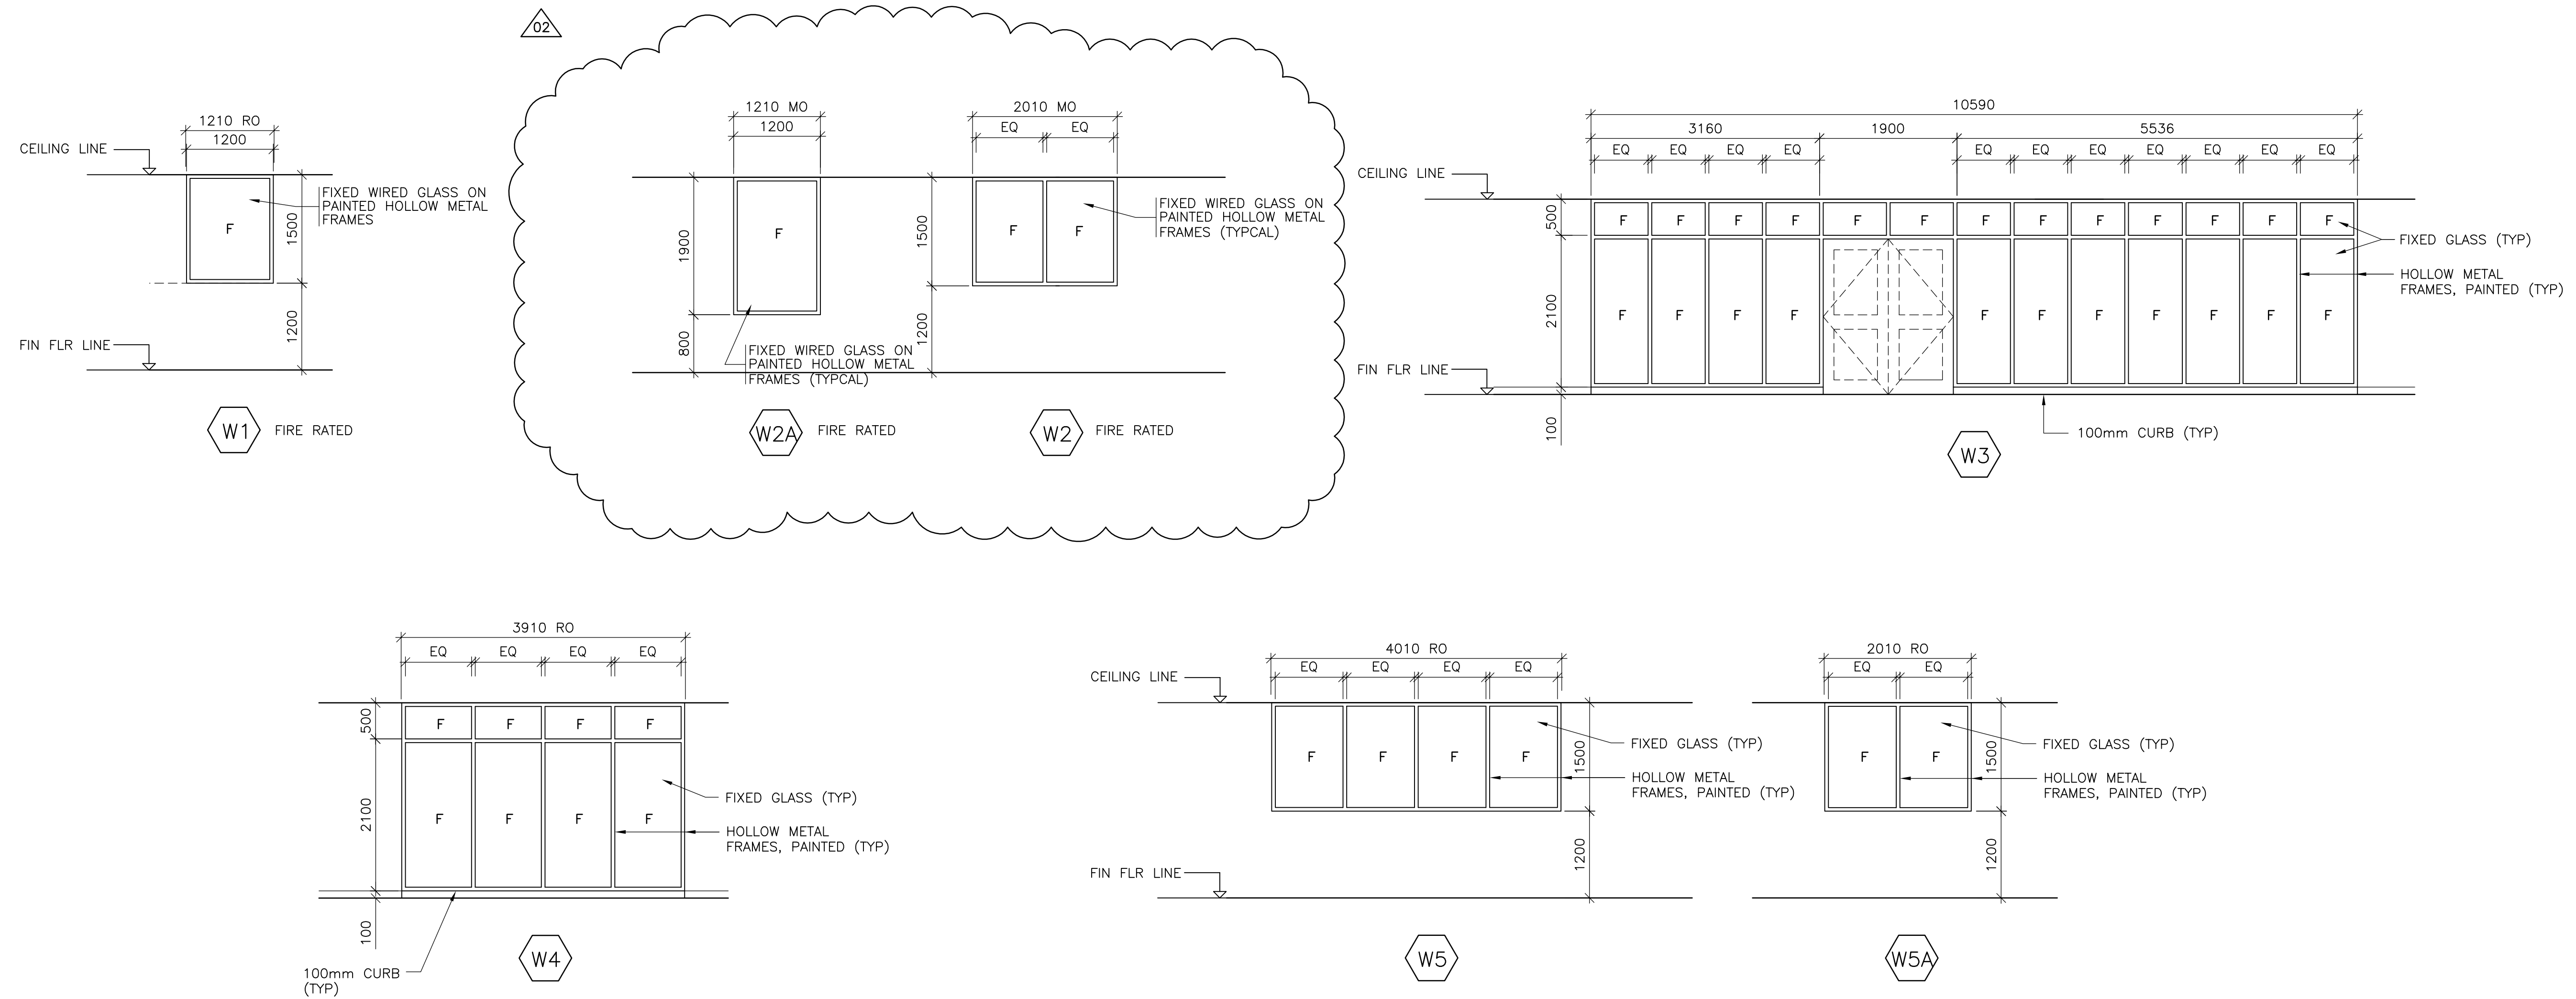 02
1210 RO
1200
CEILING LINE
FIXED WIRED GLASS ON
PAINTED HOLLOW METAL
FRAMES
F
1500
1200
FIN FLR LINE
W1
FIRE RATED
1210 MO
1200
1900
800
F
FIXED WIRED GLASS ON
PAINTED HOLLOW METAL
FRAMES (TYPCAL)
W2A
FIRE RATED
2010 MO
EQ EQ
1500
1200
F F
FIXED WIRED GLASS ON
PAINTED HOLLOW METAL
FRAMES (TYPCAL)
W2
FIRE RATED
10590
3160 1900 5536
EQ EQ EQ EQ EQ EQ EQ EQ EQ EQ EQ
CEILING LINE
500
F F F F F F F F F F F F F
FIXED GLASS (TYP)
HOLLOW METAL
FRAMES, PAINTED (TYP)
2100
F F F F F F F F F F F
FIN FLR LINE
100
100mm CURB (TYP)
W3
3910 RO
EQ EQ EQ EQ
500
F F F F
2100
F F F F
FIXED GLASS (TYP)
HOLLOW METAL
FRAMES, PAINTED (TYP)
100
100mm CURB
(TYP)
W4
4010 RO
EQ EQ EQ EQ
CEILING LINE
F F F F
1500
FIXED GLASS (TYP)
HOLLOW METAL
FRAMES, PAINTED (TYP)
1200
FIN FLR LINE
W5
2010 RO
EQ EQ
F F
1500
FIXED GLASS (TYP)
HOLLOW METAL
FRAMES, PAINTED (TYP)
1200
W5A